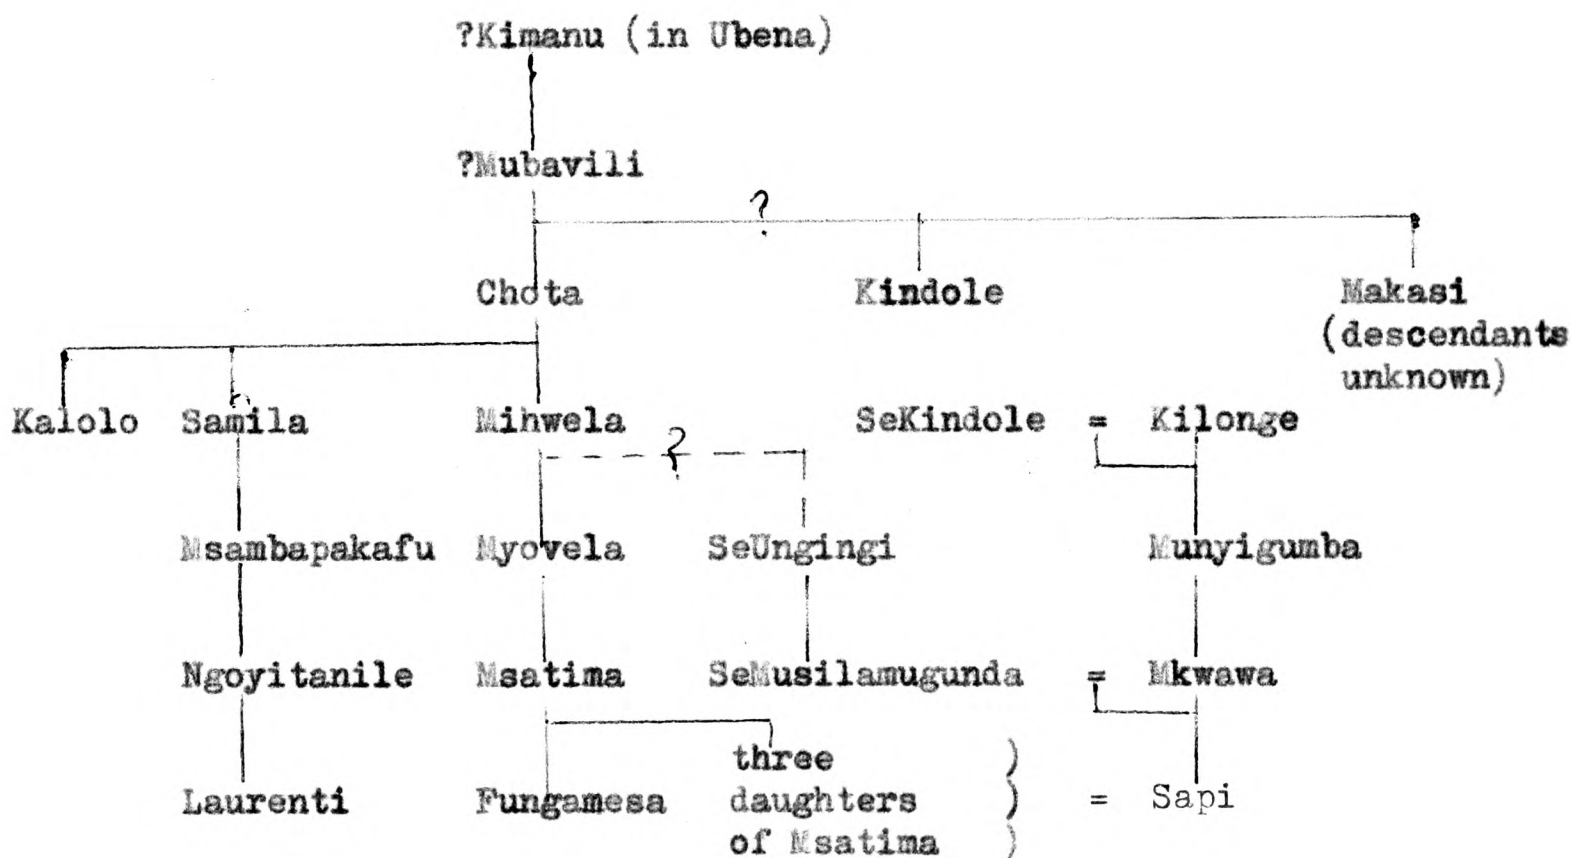 ?Kimanu (in Ubena)
?Mubavili
?
Chota Kindole Makasi
(descendants
unknown)
Kalolo Samila Mihwela SeKindole = Kilonge
?
Msambapakafu Myovela SeUngingi Munyigumba
Ngoyitanile Msatima SeMusilamugunda = Mkwawa
three )
Laurenti Fungamesa daughters ) = Sapi
of Msatima )